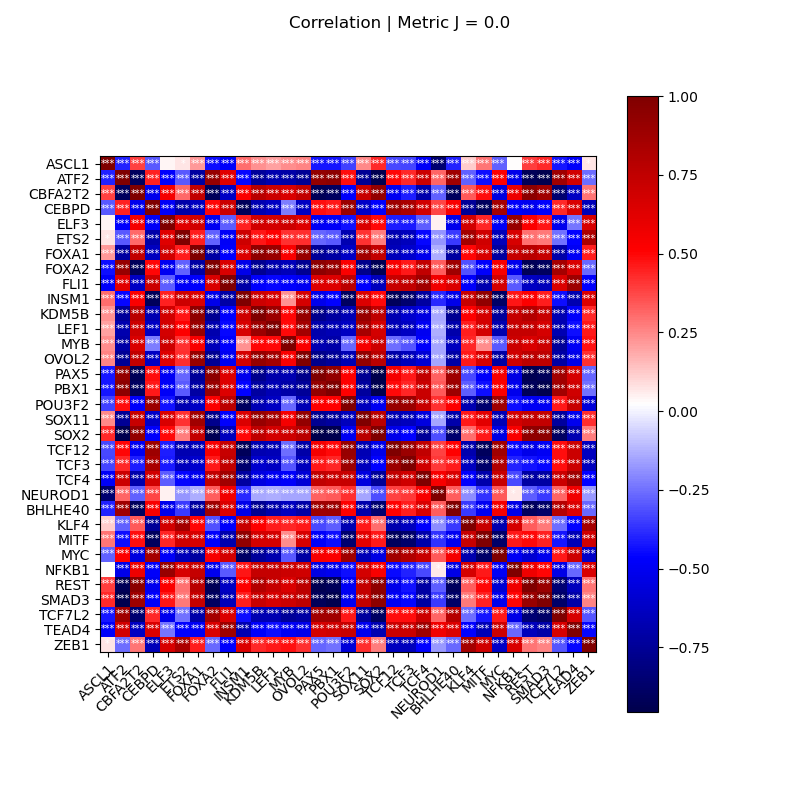 Correlation | Metric J = 0.0
1.00
0.75
0.50
0.25
0.00
−0.25
−0.50
−0.75
ASCL1
ATF2
CBFA2T2
CEBPD
ELF3
ETS2
FOXA1
FOXA2
FLI1
INSM1
KDM5B
LEF1
MYB
OVOL2
PAX5
PBX1
POU3F2
SOX11
SOX2
TCF12
TCF3
TCF4
NEUROD1
BHLHE40
KLF4
MITF
MYC
NFKB1
REST
SMAD3
TCF7L2
TEAD4
ZEB1
ASCL1
ATF2
CBFA2T2
CEBPD
ELF3
ETS2
FOXA1
FOXA2
FLI1
INSM1
KDM5B
LEF1
MYB
OVOL2
PAX5
PBX1
POU3F2
SOX11
SOX2
TCF12
TCF3
TCF4
NEUROD1
BHLHE40
KLF4
MITF
MYC
NFKB1
REST
SMAD3
TCF7L2
TEAD4
ZEB1